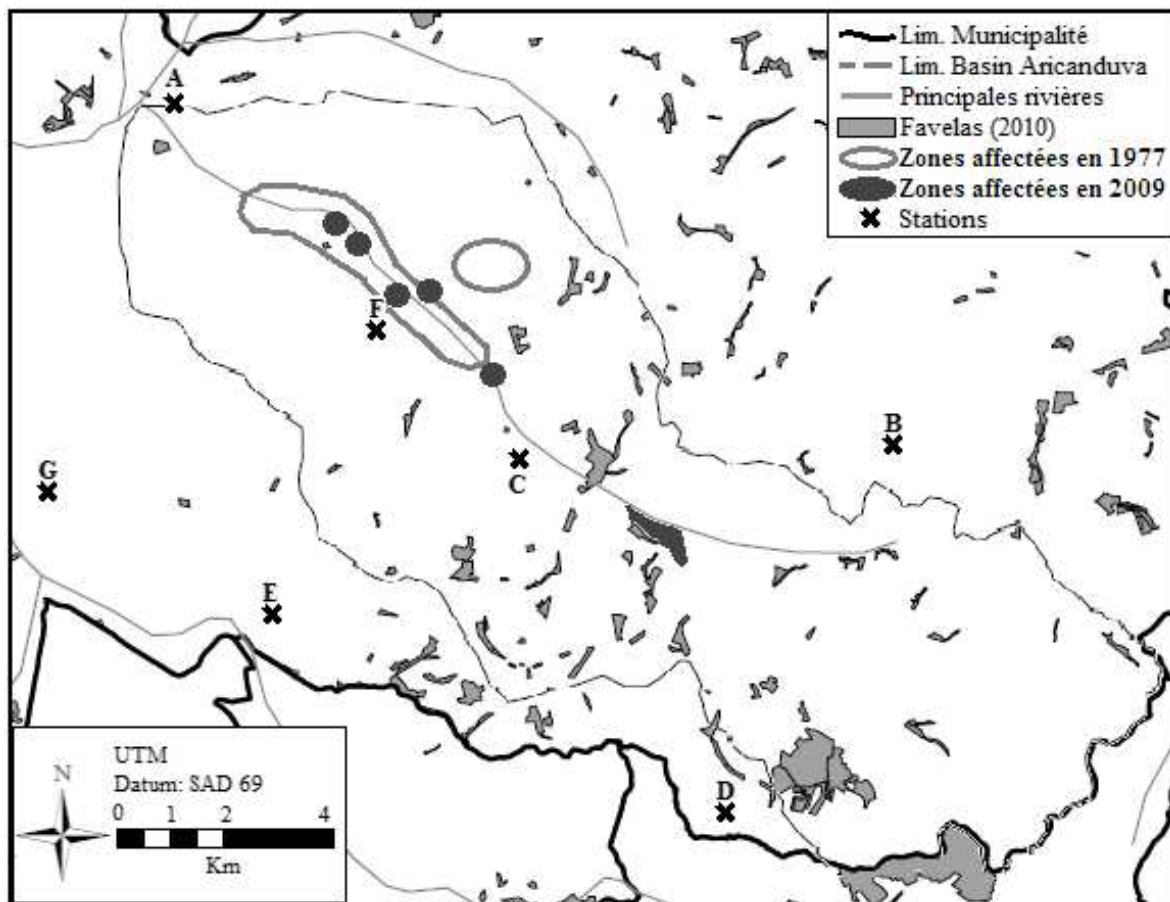 Lim. Municipalité
Lim. Basin Aricanduva
Principales rivières
Favelas (2010)
Zones affectées en 1977
Zones affectées en 2009
Stations
A
F
B
C
G
E
D
N
UTM
Datum: SAD 69
0 1 2 4
Km